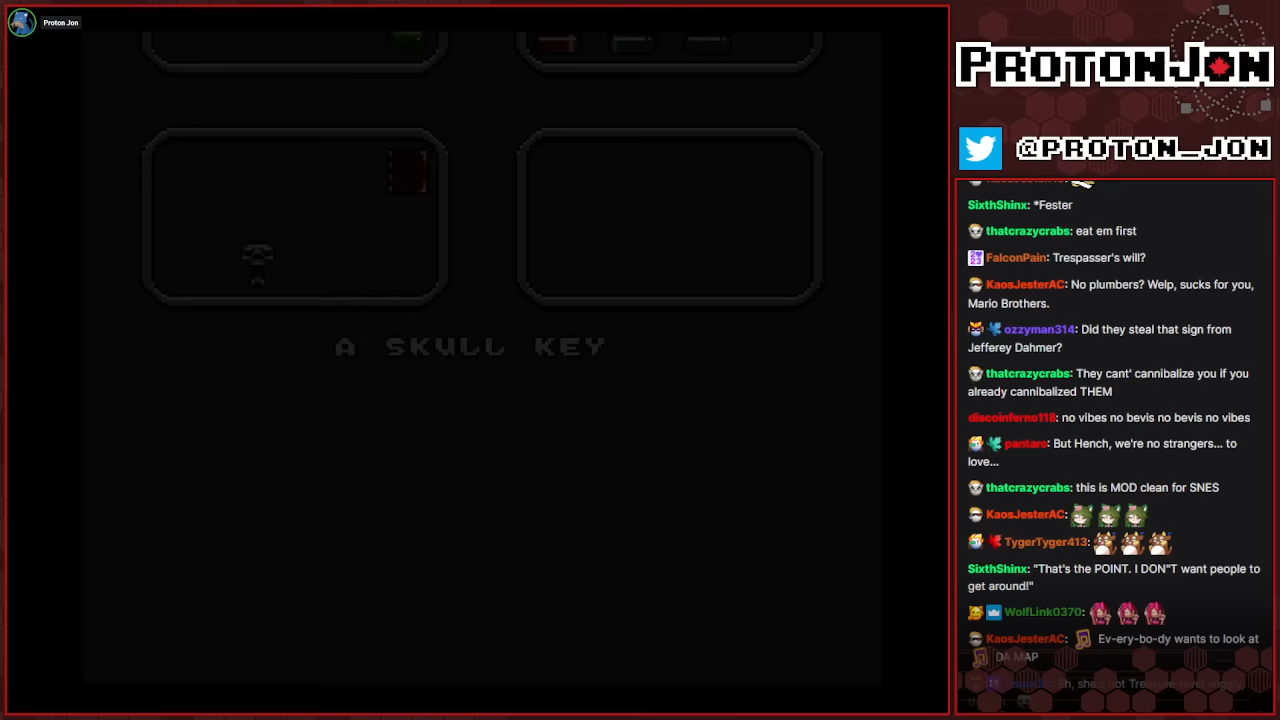 Proton Jon
PROTONJON
@PROTON_JON
SixthShinx: *Fester
thatcrazycrabs: eat em first
FalconPain: Trespasser's will?
KaosJesterAC: No plumbers? Welp, sucks for you,
Mario Brothers.
ozzyman314: Did they steal that sign from
Jefferey Dahmer?
thatcrazycrabs: They cant' cannibalize you if you
already cannibalized THEM
discoinferno118: no vibes no bevis no bevis no vibes
pantare: But Hench, we're no strangers... to
love...
thatcrazycrabs: this is MOD clean for SNES
KaosJesterAC:
TygerTyger413:
SixthShinx: "That's the POINT. I DON"T want people to
get around!"
WolfLink0370:
KaosJesterAC: Ev-ery-bo-dy wants to look at
DA MAP
Eh, she's not
A SKULL KEY